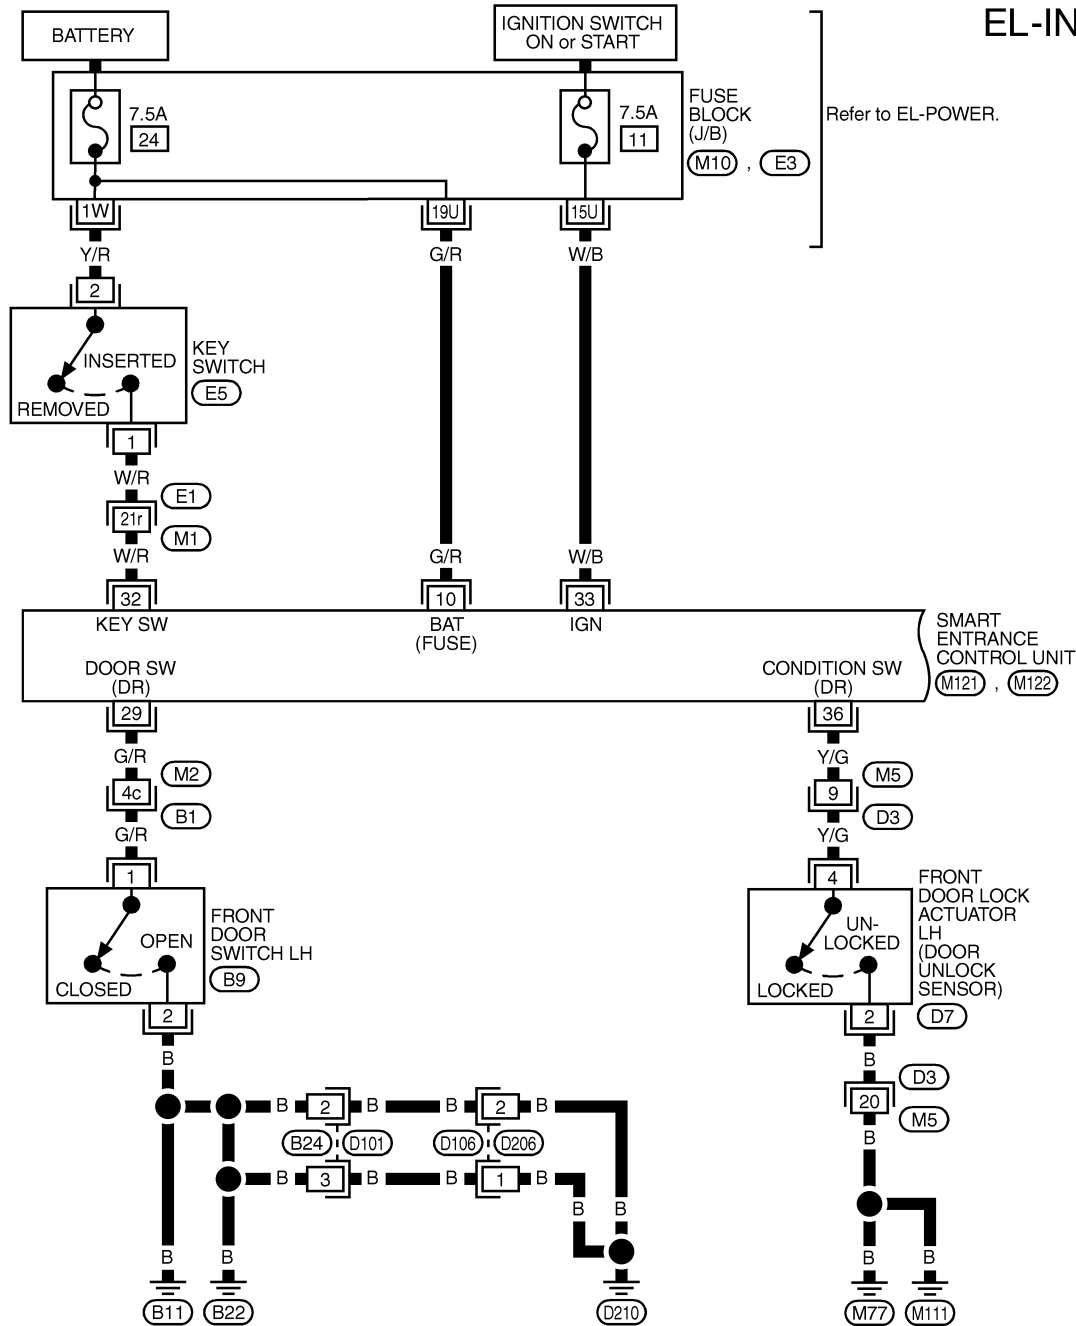 EL-IN
BATTERY
IGNITION SWITCH
ON or START
7.5A
24
7.5A
11
FUSE
BLOCK
(J/B)
M10 , E3
Refer to EL-POWER.
1W
19U
15U
Y/R
G/R
W/B
2
INSERTED
REMOVED
KEY
SWITCH
E5
1
W/R
E1
21r
M1
W/R
G/R
W/B
32
10
33
KEY SW
BAT
(FUSE)
IGN
DOOR SW
(DR)
CONDITION SW
(DR)
SMART
ENTRANCE
CONTROL UNIT
M121 , M122
29
36
G/R
Y/G
M2
M5
4c
9
B1
D3
G/R
Y/G
1
4
OPEN
CLOSED
FRONT
DOOR
SWITCH LH
B9
UN-
LOCKED
LOCKED
FRONT
DOOR LOCK
ACTUATOR
LH
(DOOR
UNLOCK
SENSOR)
D7
2
2
B
B
D3
20
M5
B
B 2 B B 2 B
B24 D101 D106 D206
B 3 B B 1 B
B B
B B B B
B11 B22 D210 M77 M111